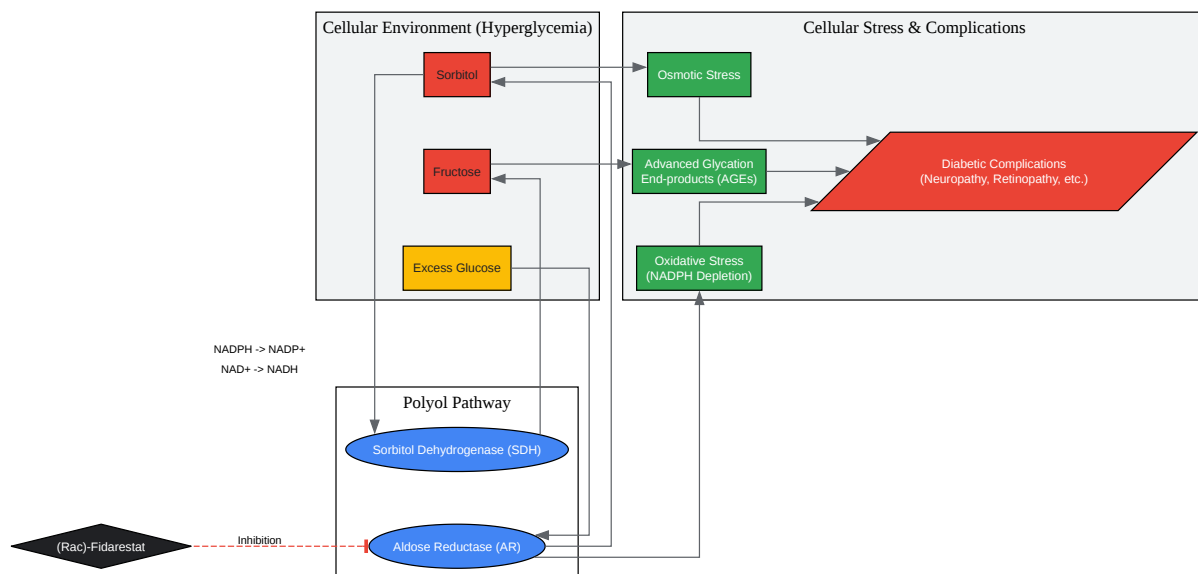 Cellular Environment (Hyperglycemia)
Sorbitol
Fructose
Excess Glucose
Cellular Stress & Complications
Osmotic Stress
Advanced Glycation
End-products (AGEs)
Oxidative Stress
(NADPH Depletion)
Diabetic Complications
(Neuropathy, Retinopathy, etc.)
NADPH -> NADP+
NAD+ -> NADH
Polyol Pathway
Sorbitol Dehydrogenase (SDH)
Aldose Reductase (AR)
(Rac)-Fidarestat
Inhibition